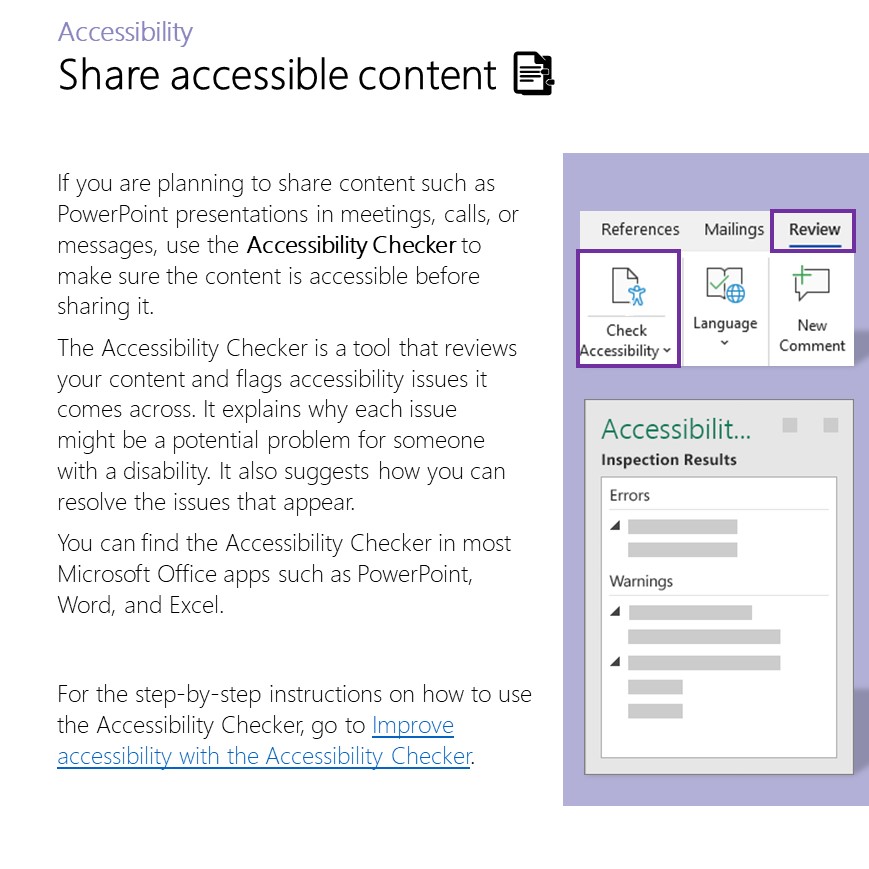 Accessibility
Share accessible content
If you are planning to share content such as
PowerPoint presentations in meetings, calls, or
messages, use the Accessibility Checker to
make sure the content is accessible before
sharing it.
The Accessibility Checker is a tool that reviews
your content and flags accessibility issues it
comes across. It explains why each issue
might be a potential problem for someone
with a disability. It also suggests how you can
resolve the issues that appear.
You can find the Accessibility Checker in most
Microsoft Office apps such as PowerPoint,
Word, and Excel.
For the step-by-step instructions on how to use
the Accessibility Checker, go to Improve
accessibility with the Accessibility Checker.
References Mailings Review
Check
Accessibility
Language
New
Comment
Accessibilit...
Inspection Results
Errors
Warnings